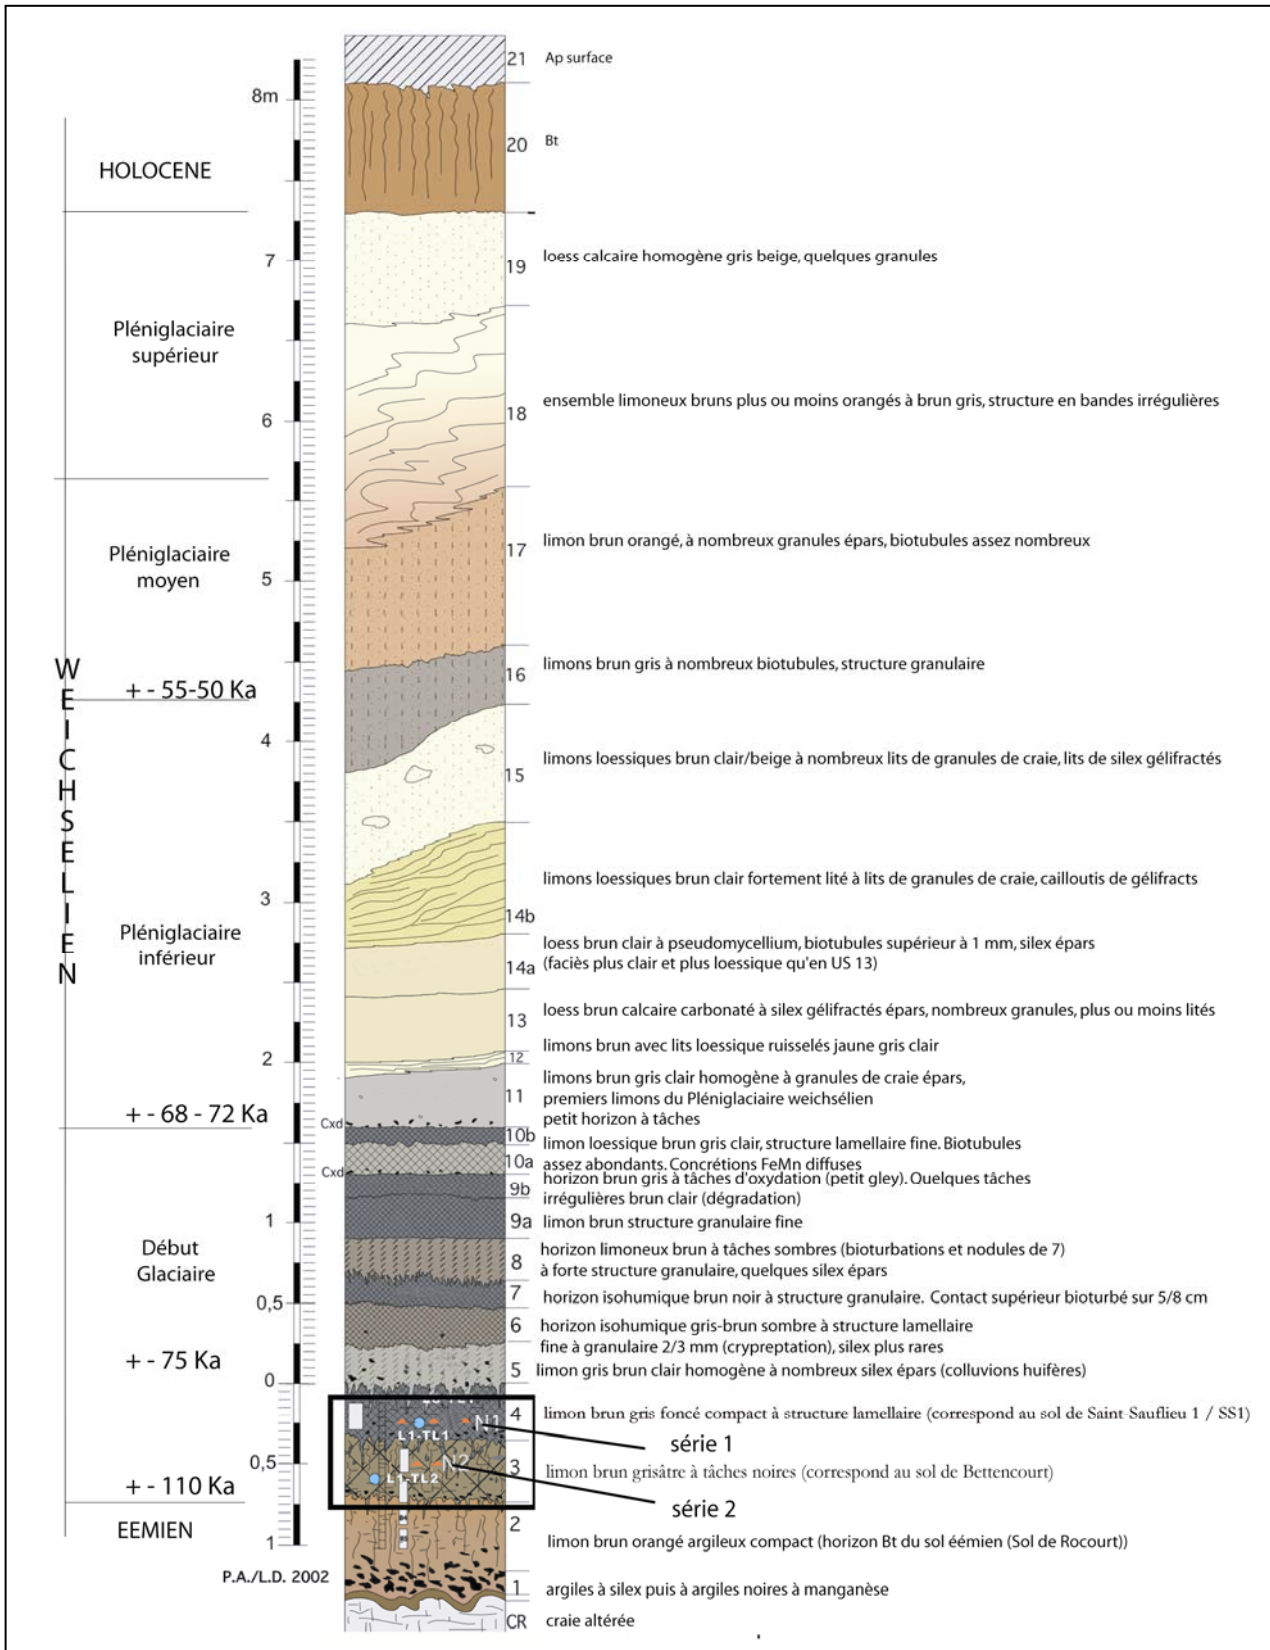 21 Ap surface
8m
20 Bt
HOLOCENE
7
19 loess calcaire homogène gris beige, quelques granules
Pléniglaciaire
supérieur
18 ensemble limoneux bruns plus ou moins orangés à brun gris, structure en bandes irrégulières
6
Pléniglaciaire
moyen
17 limon brun orangé, à nombreux granules épars, biotubules assez nombreux
5
WEICHSELIEN
16 limons brun gris à nombreux biotubules, structure granulaire
+ - 55-50 Ka
4
15 limons loessiques brun clair/beige à nombreux lits de granules de craie, lits de silex gélifractés
3
limons loessiques brun clair fortement lité à lits de granules de craie, cailloutis de gélifracts
14b
Pléniglaciaire
inférieur
14a loess brun clair à pseudomycellium, biotubules supérieur à 1 mm, silex épars
(faciès plus clair et plus loessique qu'en US 13)
13 loess brun calcaire carbonaté à silex gélifractés épars, nombreux granules, plus ou moins lités
2
12 limons brun avec lits loessique ruisselés jaune gris clair
11 limons brun gris clair homogène à granules de craie épars,
premiers limons du Pléniglaciaire weichsélien
petit horizon à tâches
+ - 68 - 72 Ka
Cxd
10b limon loessique brun gris clair, structure lamellaire fine. Biotubules
10a assez abondants. Concrétions FeMn diffuses
Cxd
9b horizon brun gris à tâches d'oxydation (petit gley). Quelques tâches
irrégulières brun clair (dégradation)
1
9a limon brun structure granulaire fine
Début
Glaciaire
8 horizon limoneux brun à tâches sombres (bioturbations et nodules de 7)
à forte structure granulaire, quelques silex épars
0,5
7 horizon isohumique brun noir à structure granulaire. Contact supérieur bioturbé sur 5/8 cm
6 horizon isohumique gris-brun sombre à structure lamellaire
fine à granulaire 2/3 mm (crypreptation), silex plus rares
+ - 75 Ka
0
5 limon gris brun clair homogène à nombreux silex épars (colluvions huifères)
4 limon brun gris foncé compact à structure lamellaire (correspond au sol de Saint-Sauflieu 1 / SS1)
N1
L1-TL1
série 1
N2
0,5
3 limon brun grisâtre à tâches noires (correspond au sol de Bettencourt)
L1-TL2
+ - 110 Ka
série 2
EEMIEN
2
1
limon brun orangé argileux compact (horizon Bt du sol éémien (Sol de Rocourt))
P.A./L.D. 2002
1 argiles à silex puis à argiles noires à manganèse
CR craie altérée